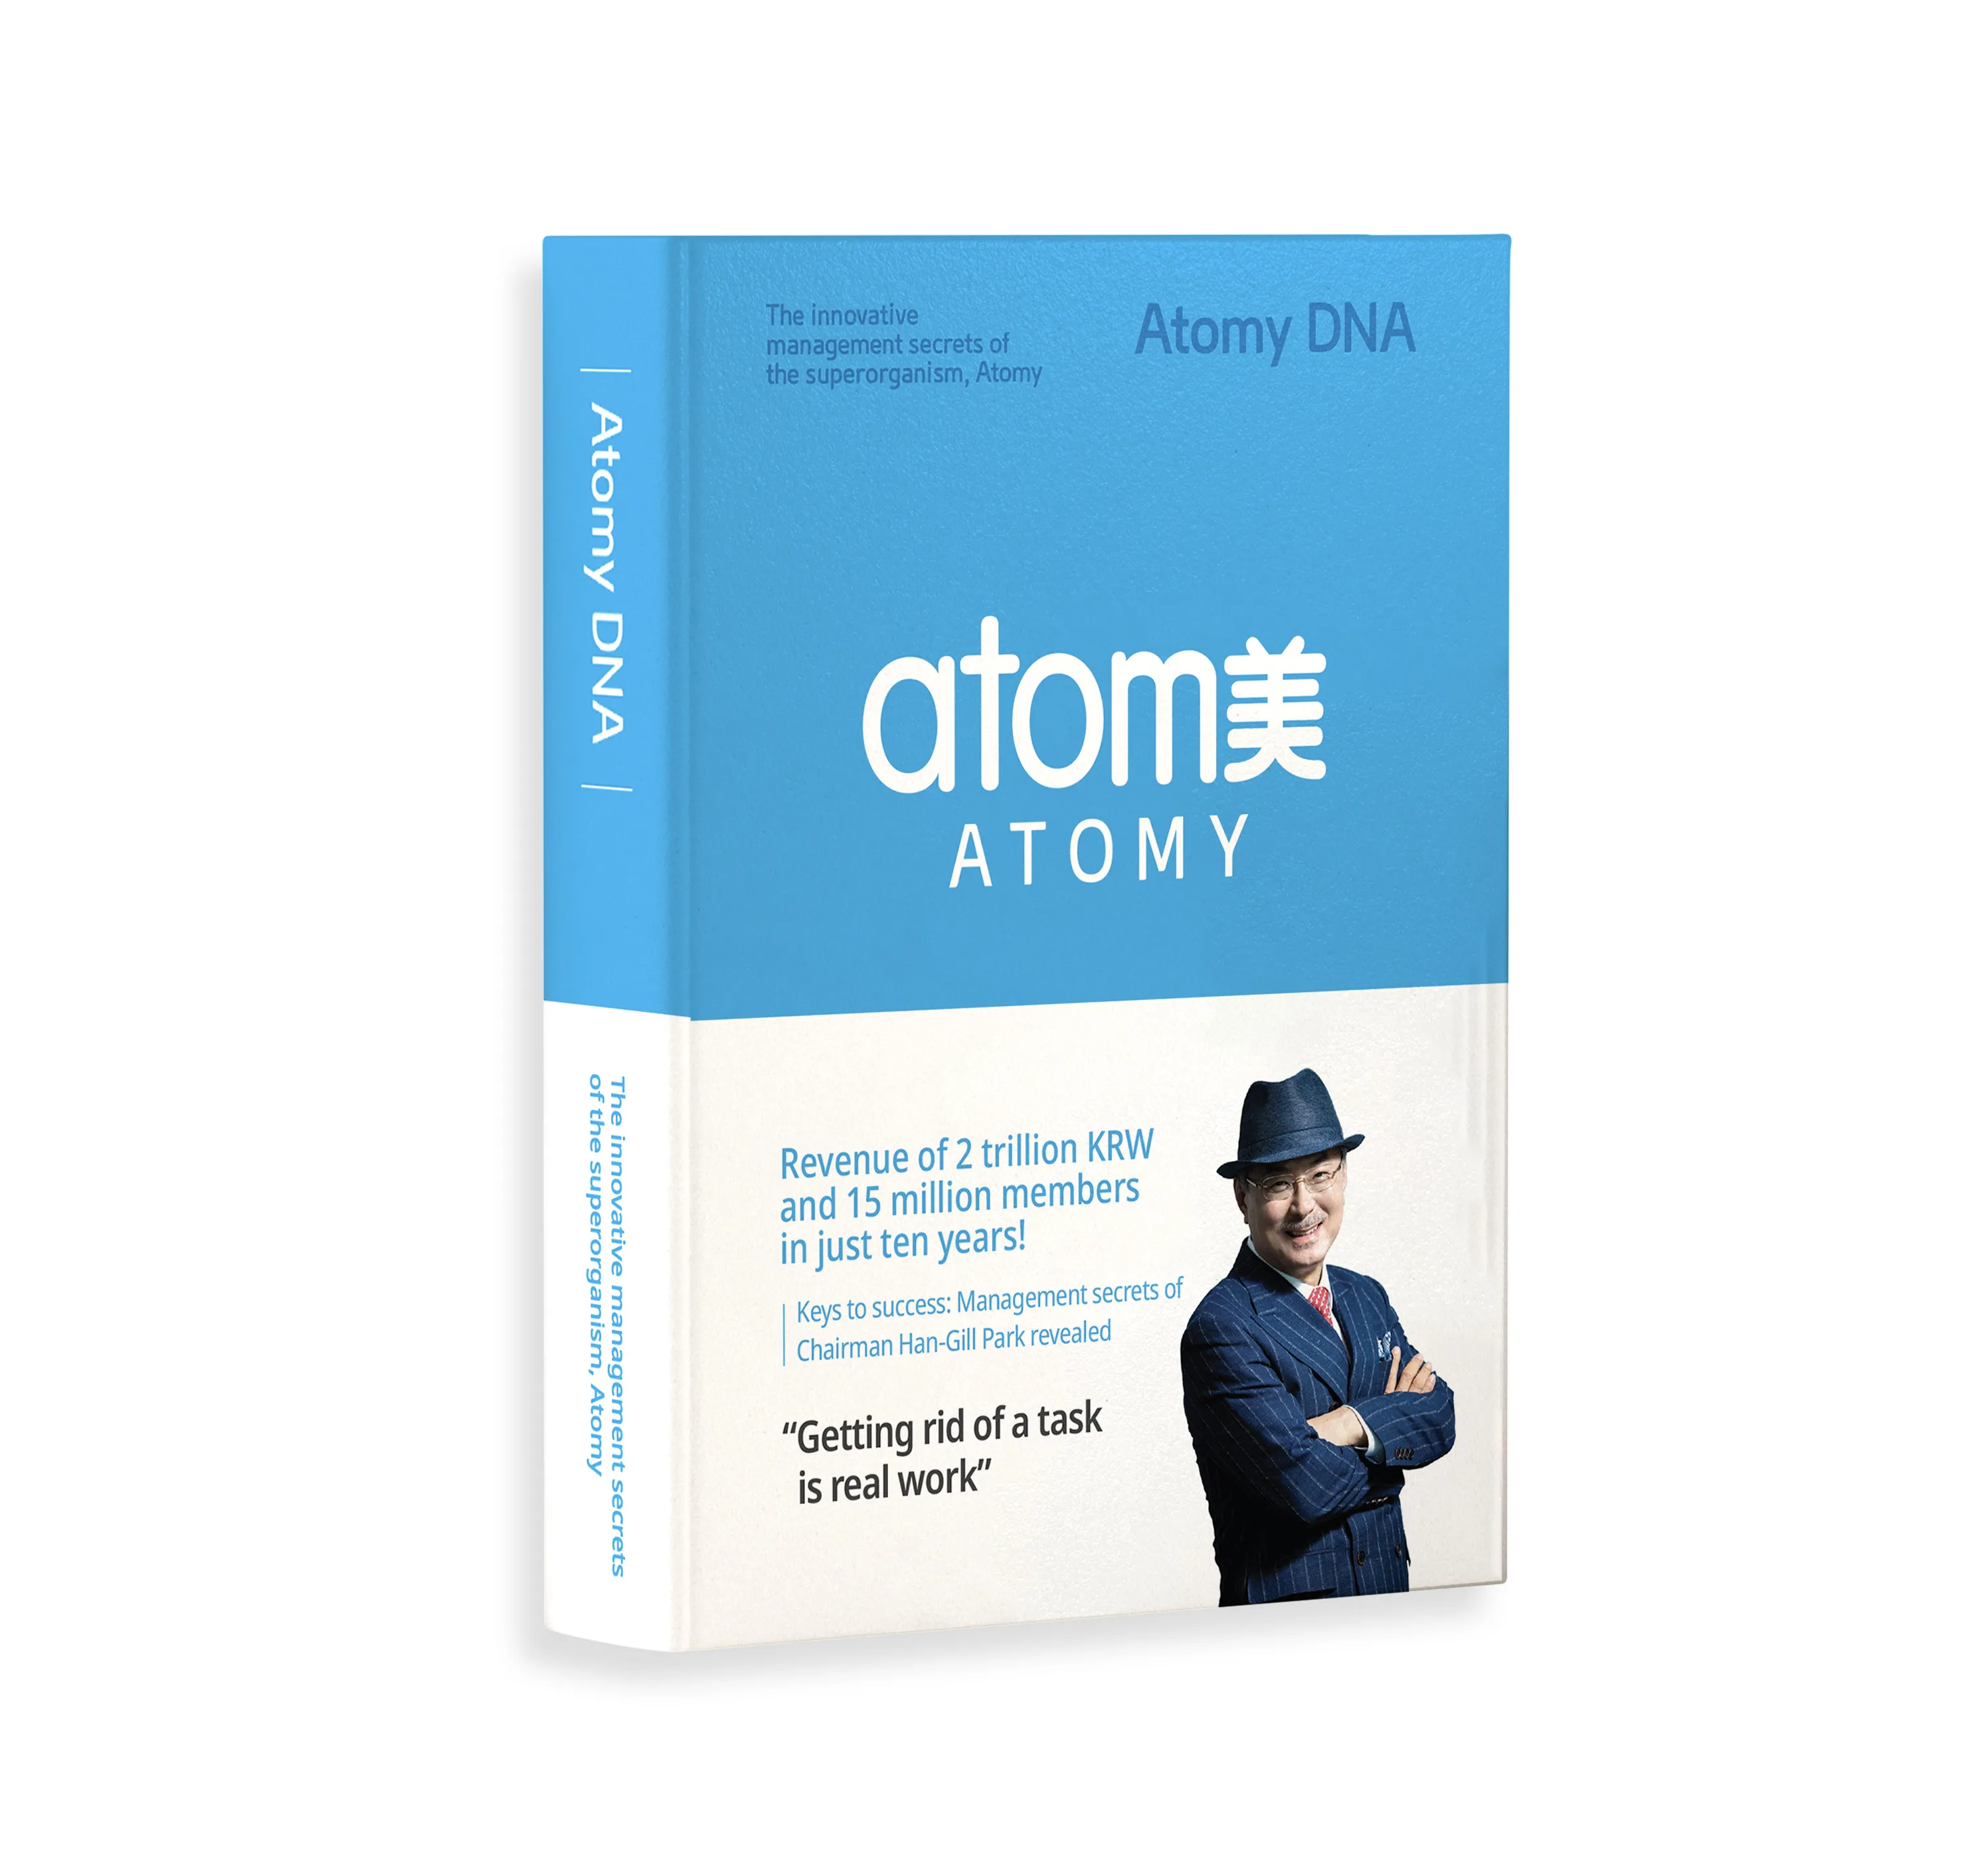 The innovative
management secrets of
the superorganism, Atomy
Atomy DNA
atom美
ATOMY
Revenue of 2 trillion KRW
and 15 million members
in just ten years!
Keys to success: Management secrets of
Chairman Han-Gill Park revealed
“Getting rid of a task
is real work”
Atomy DNA
The innovative management secrets
of the superorganism, Atomy